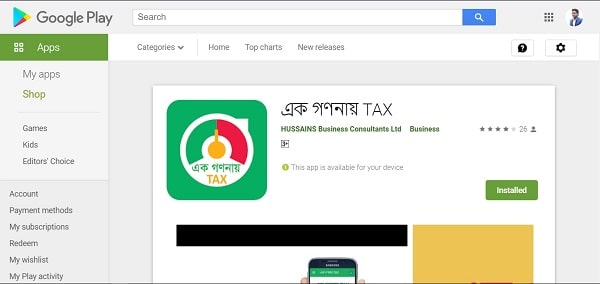 Google Play
Search
Apps
Categories
Home
Top charts
New releases
My apps
Shop
Games
Kids
Editors' Choice
Account
Payment methods
My subscriptions
Redeem
My wishlist
My Play activity
এক গণনায়
TAX
এক গণনায় TAX
HUSSAINS Business Consultants Ltd Business
26
3+
This app is available for your device
Installed